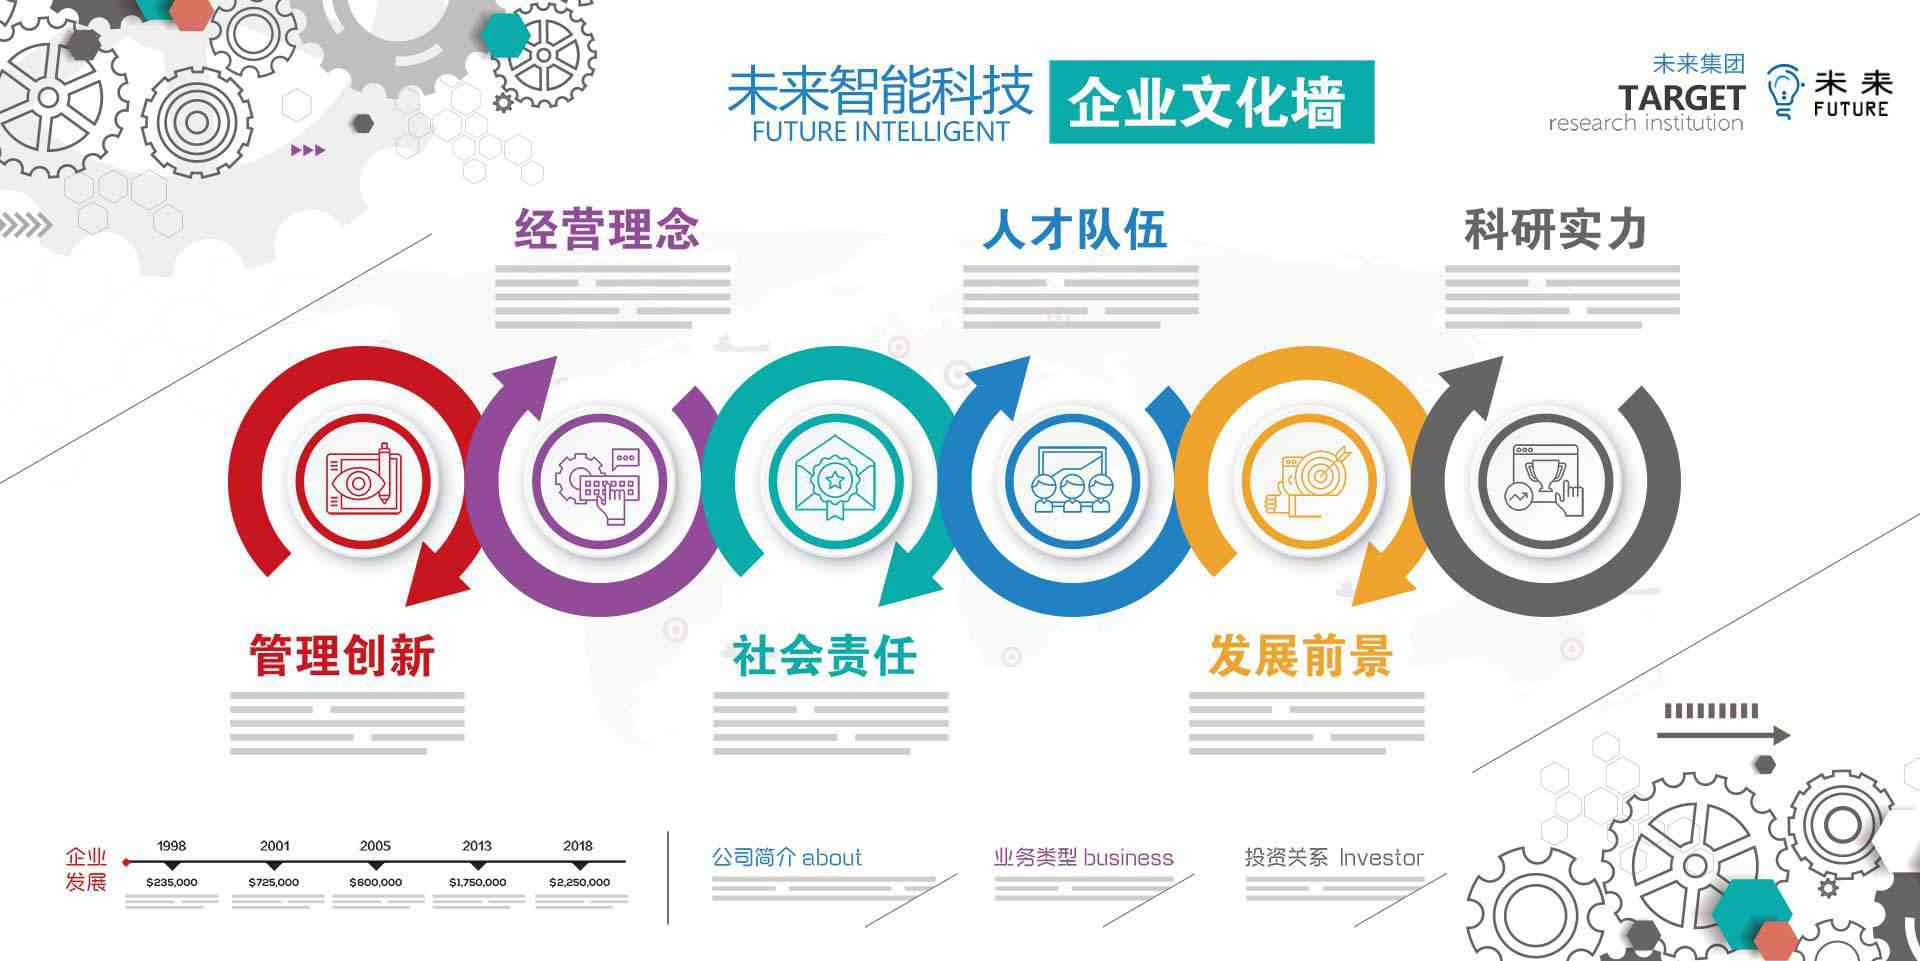 未来智能科技
FUTURE INTELLIGENT
企业文化墙
未来集团
TARGET
research institution
未来
FUTURE
经营理念
人才队伍
科研实力
管理创新
社会责任
发展前景
企业
发展
1998 2001 2005 2013 2018
$235,000 $725,000 $600,000 $1,750,000 $2,250,000
公司简介 about
业务类型 business
投资关系 Investor